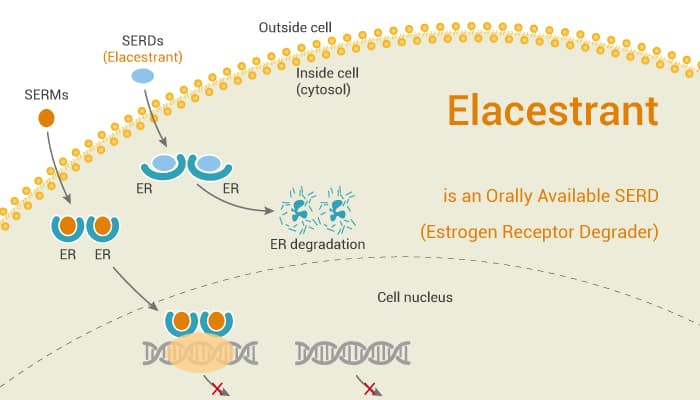 Outside cell
SERDs
(Elacestrant)
Inside cell
(cytosol)
SERMs
Elacestrant
ER
ER
is an Orally Available SERD
(Estrogen Receptor Degrader)
ER degradation
ER
ER
Cell nucleus